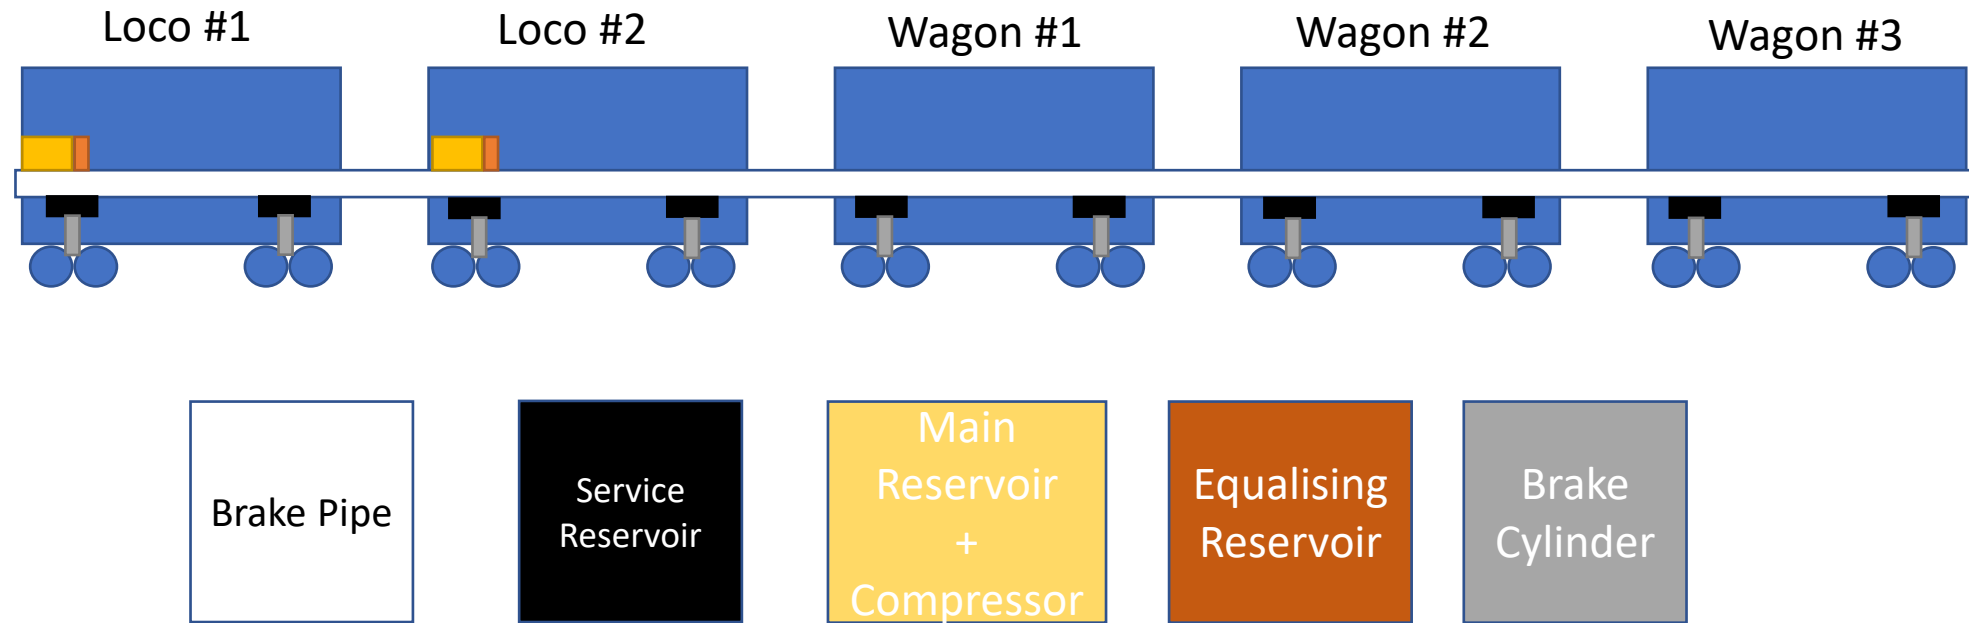 Loco #1
Loco #2
Wagon #1
Wagon #2
Wagon #3
Brake Pipe
Service
Reservoir
Main
Reservoir
+
Compressor
Equalising
Reservoir
Brake
Cylinder